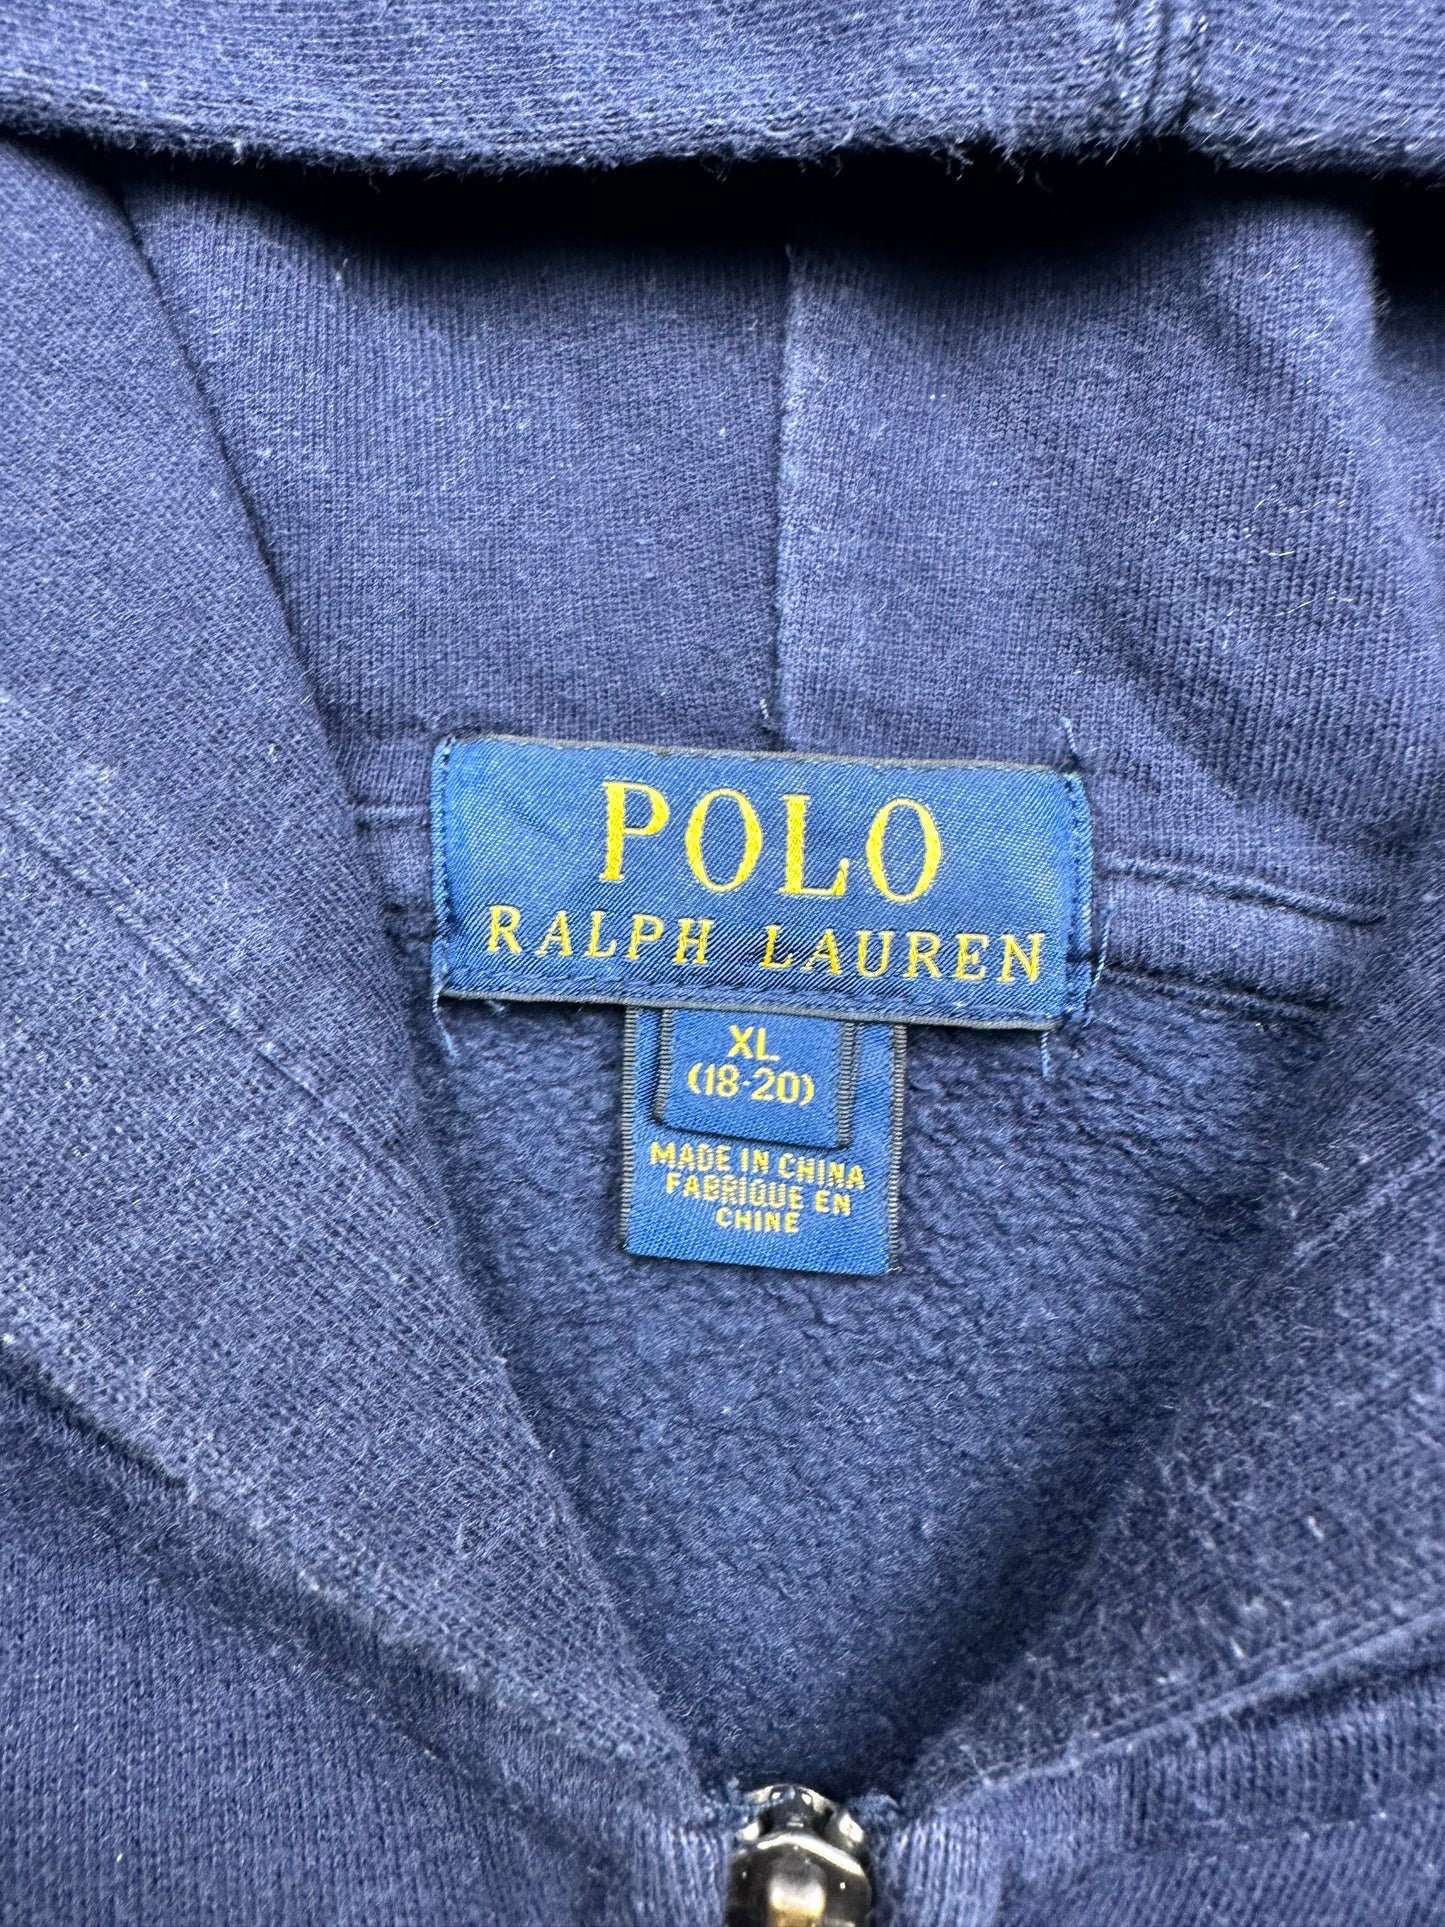 POLO
RALPH LAUREN
XL
(18-20)
MADE IN CHINA
FABRIQUE EN
CHINE